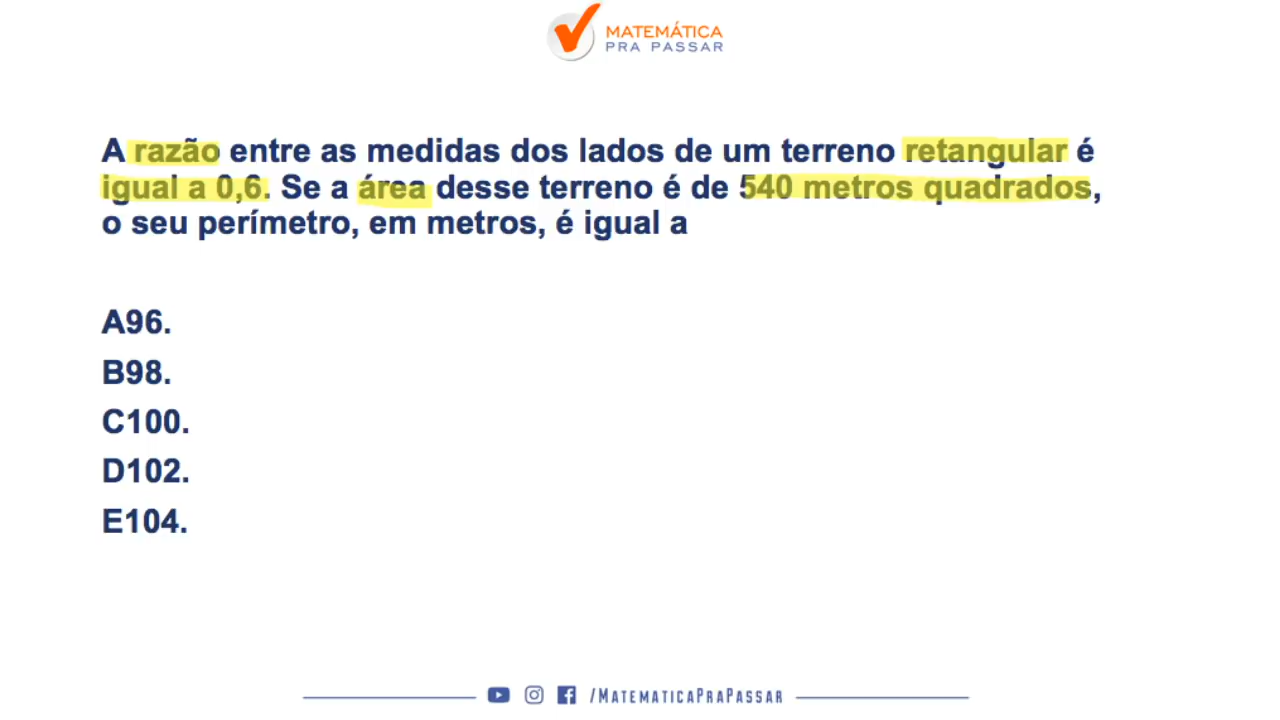 MATEMÁTICA
PRA PASSAR
A razão entre as medidas dos lados de um terreno retangular é
igual a 0,6. Se a área desse terreno é de 540 metros quadrados,
o seu perímetro, em metros, é igual a
A96.
B98.
C100.
D102.
E104.
/MATEMATICAPRAPASSAR